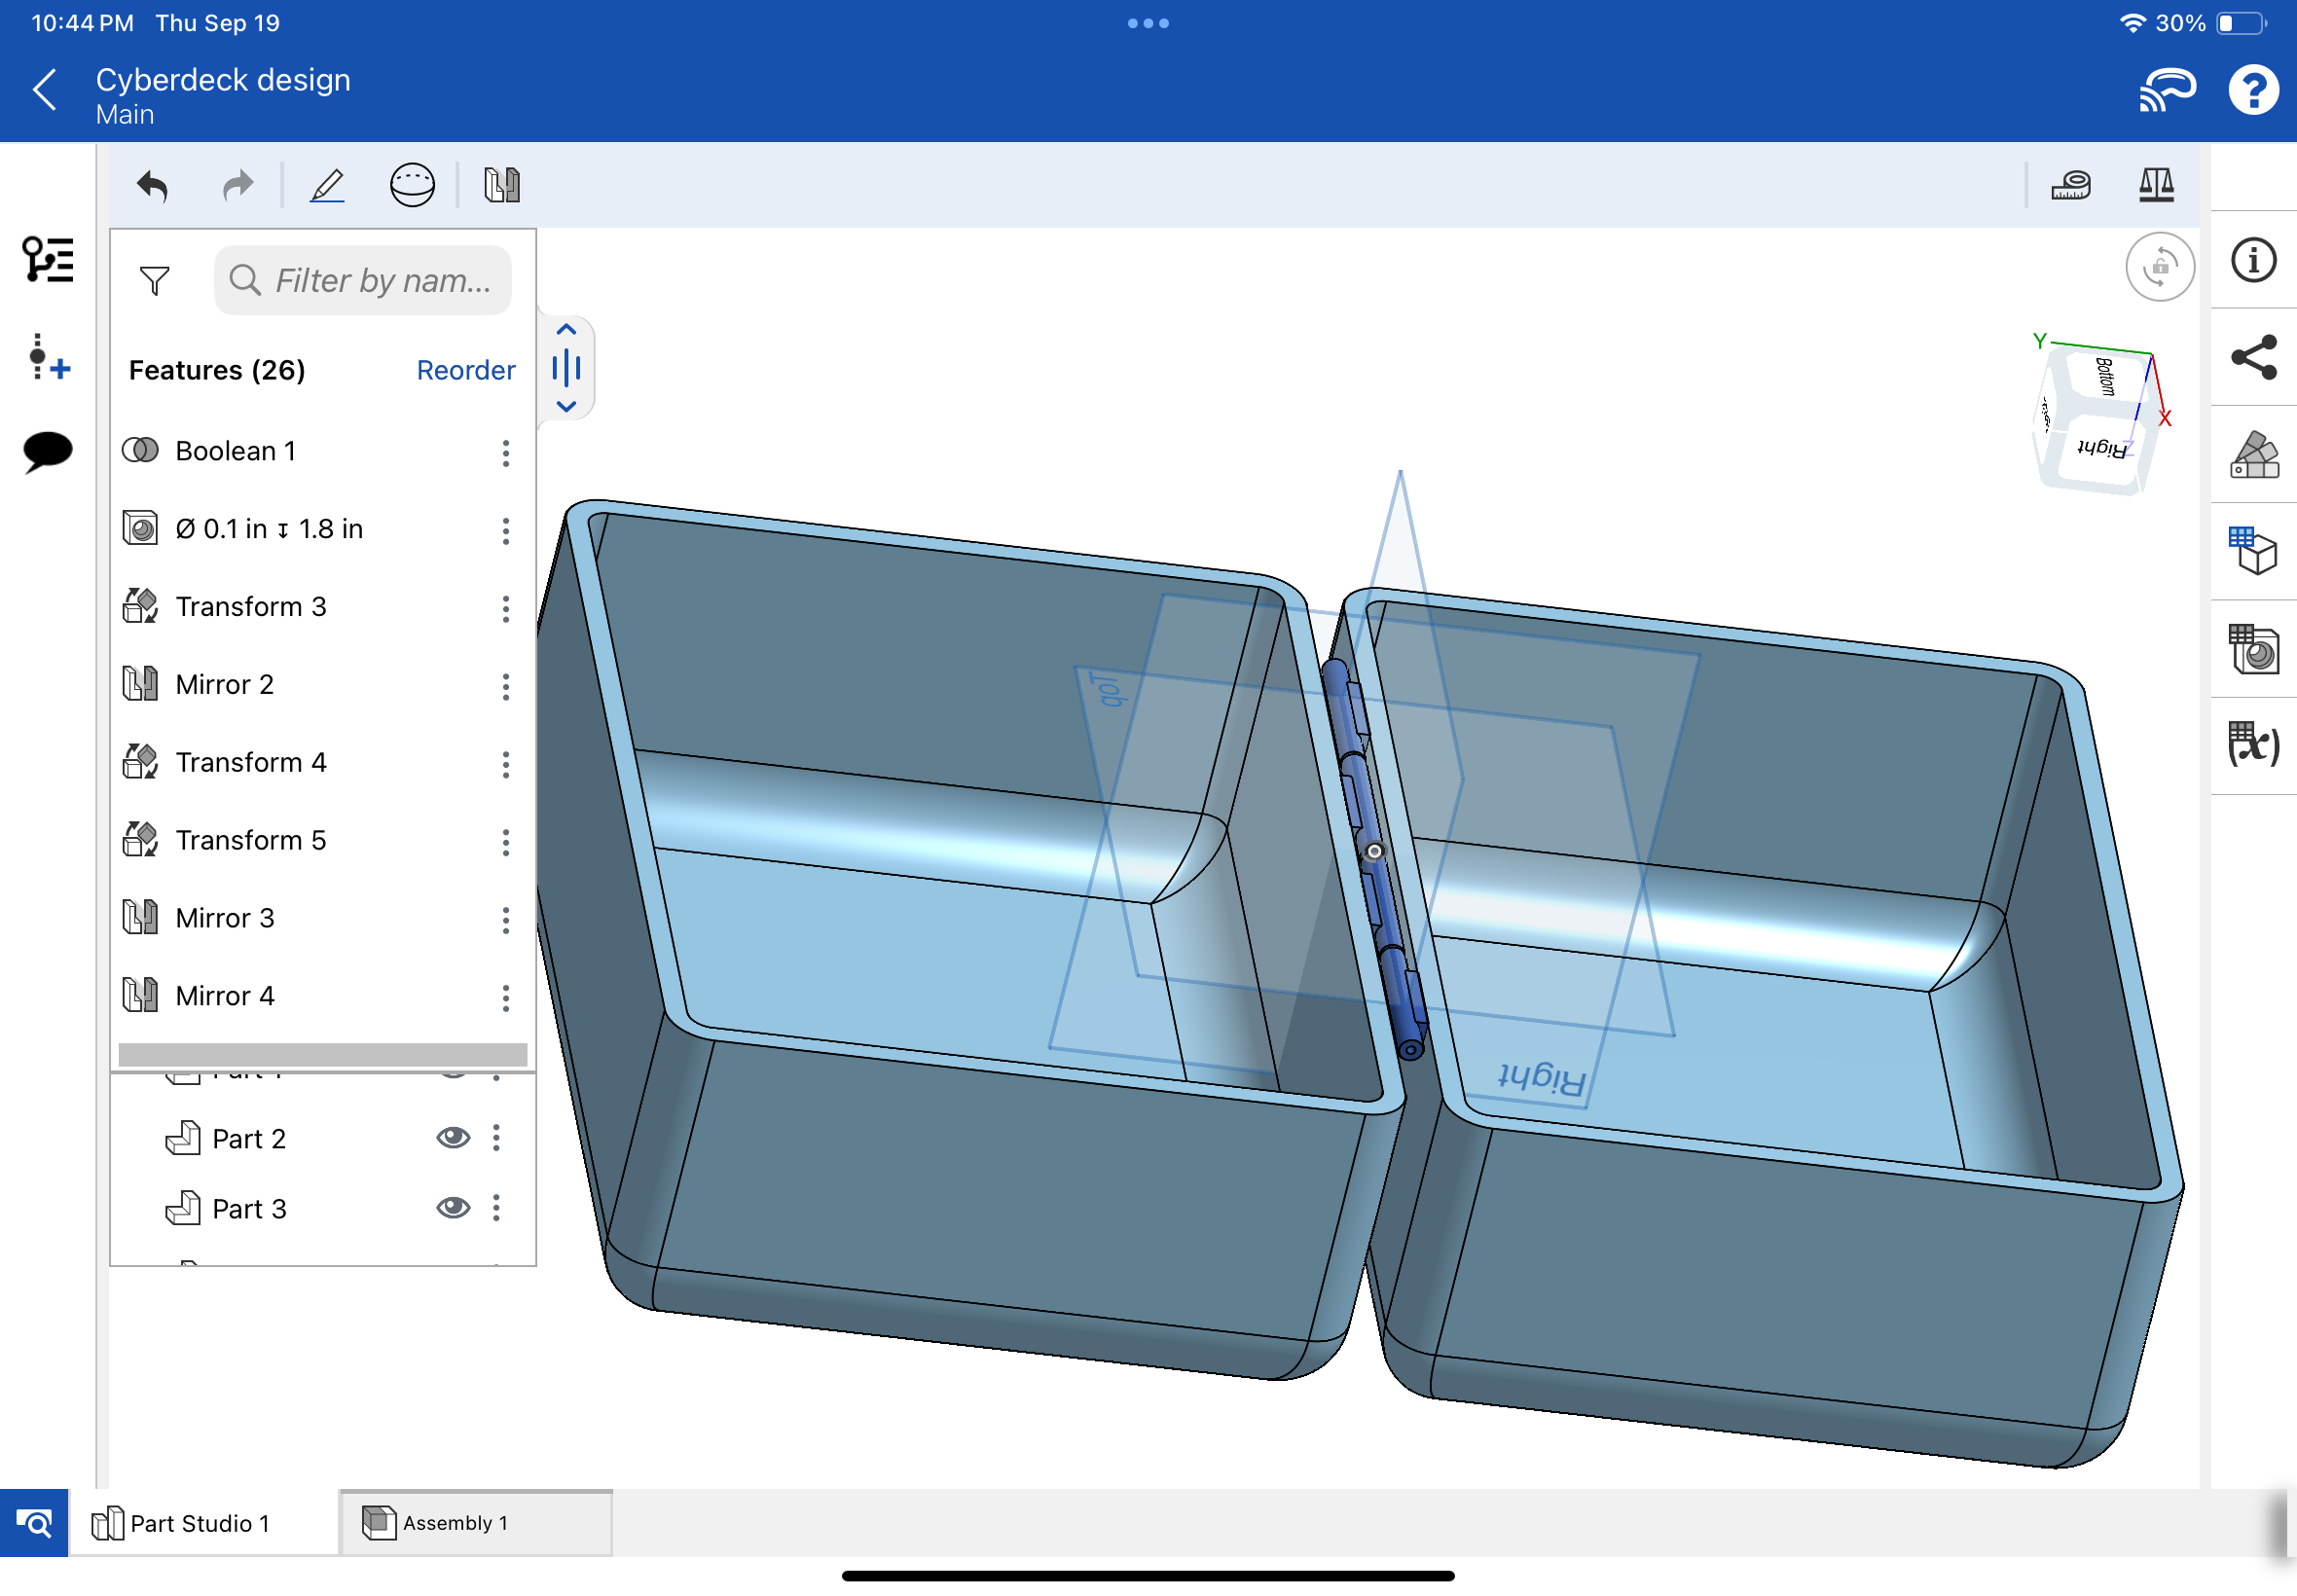 10:44 PM Thu Sep 19
30%
Cyberdeck design
Main
Filter by nam...
Features (26)
Reorder
Boolean 1
Ø 0.1 in ↧ 1.8 in
Transform 3
Mirror 2
Transform 4
Transform 5
Mirror 3
Mirror 4
Part 2
Part 3
Y
Bottom
X
Right
Z
Top
Right
(x)
Part Studio 1
Assembly 1